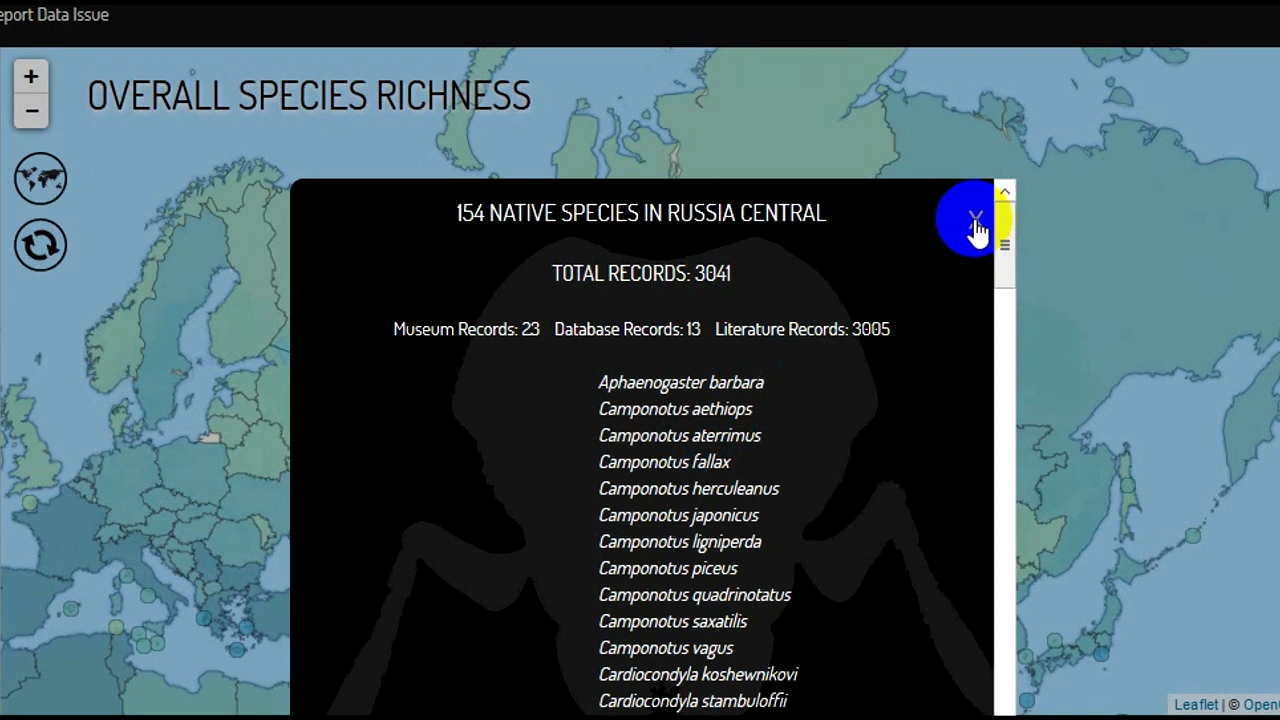 eport Data Issue
+
OVERALL SPECIES RICHNESS
−
154 NATIVE SPECIES IN RUSSIA CENTRAL
X
TOTAL RECORDS: 3041
Museum Records: 23 Database Records: 13 Literature Records: 3005
Aphaenogaster barbara
Camponotus aethiops
Camponotus aterrimus
Camponotus fallax
Camponotus herculeanus
Camponotus japonicus
Camponotus ligniperda
Camponotus piceus
Camponotus quadrinotatus
Camponotus saxatilis
Camponotus vagus
Cardiocondyla koshewnikovi
Cardiocondyla stambuloffii
Leaflet | © Open